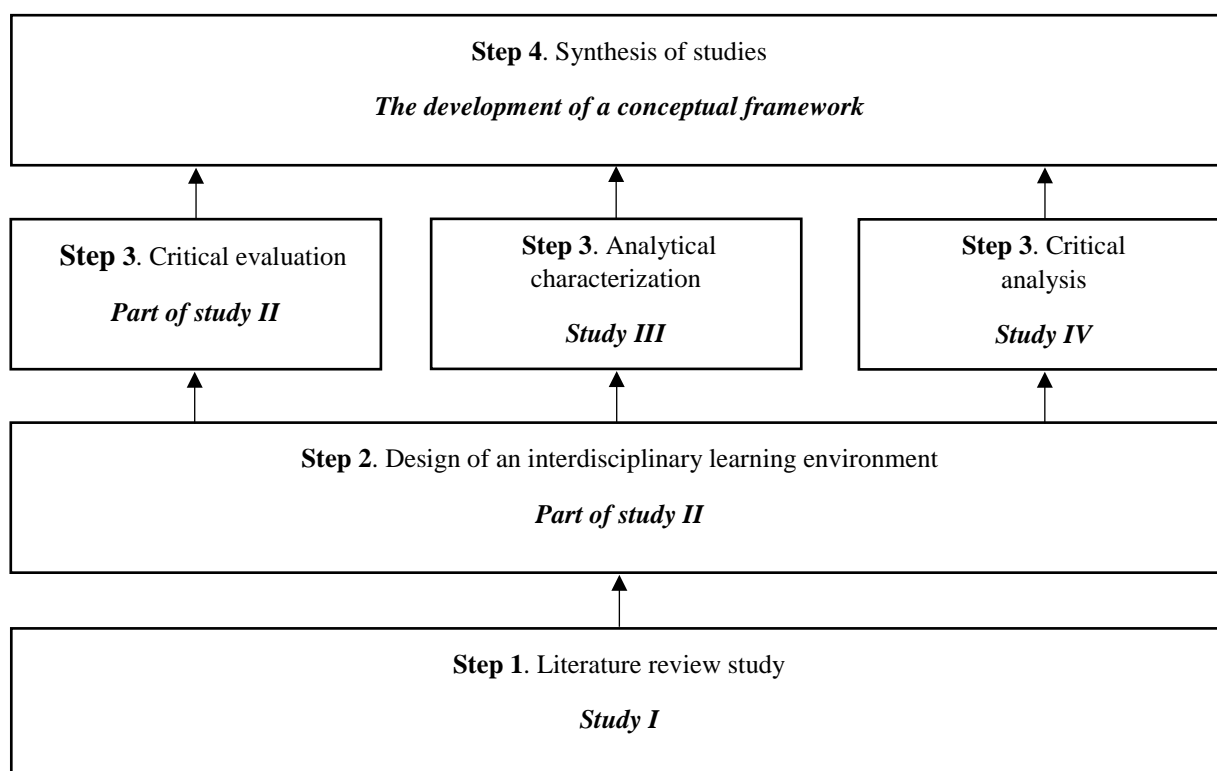 Step 4. Synthesis of studies
The development of a conceptual framework
Step 3. Critical evaluation
Part of study II
Step 3. Analytical
characterization
Study III
Step 3. Critical
analysis
Study IV
Step 2. Design of an interdisciplinary learning environment
Part of study II
Step 1. Literature review study
Study I